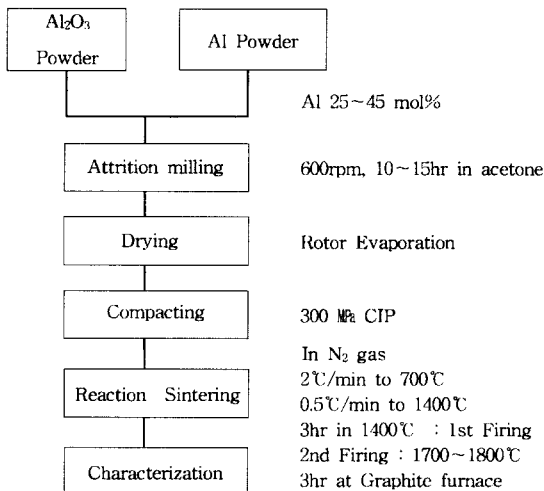 Al₂O₃
Powder
Al Powder
Al 25~45 mol%
Attrition milling
600rpm, 10~15hr in acetone
Drying
Rotor Evaporation
Compacting
300 ㎫ CIP
In N₂ gas
2℃/min to 700℃
Reaction Sintering
0.5℃/min to 1400℃
3hr in 1400℃ : 1st Firing
2nd Firing : 1700~1800℃
Characterization
3hr at Graphite furnace